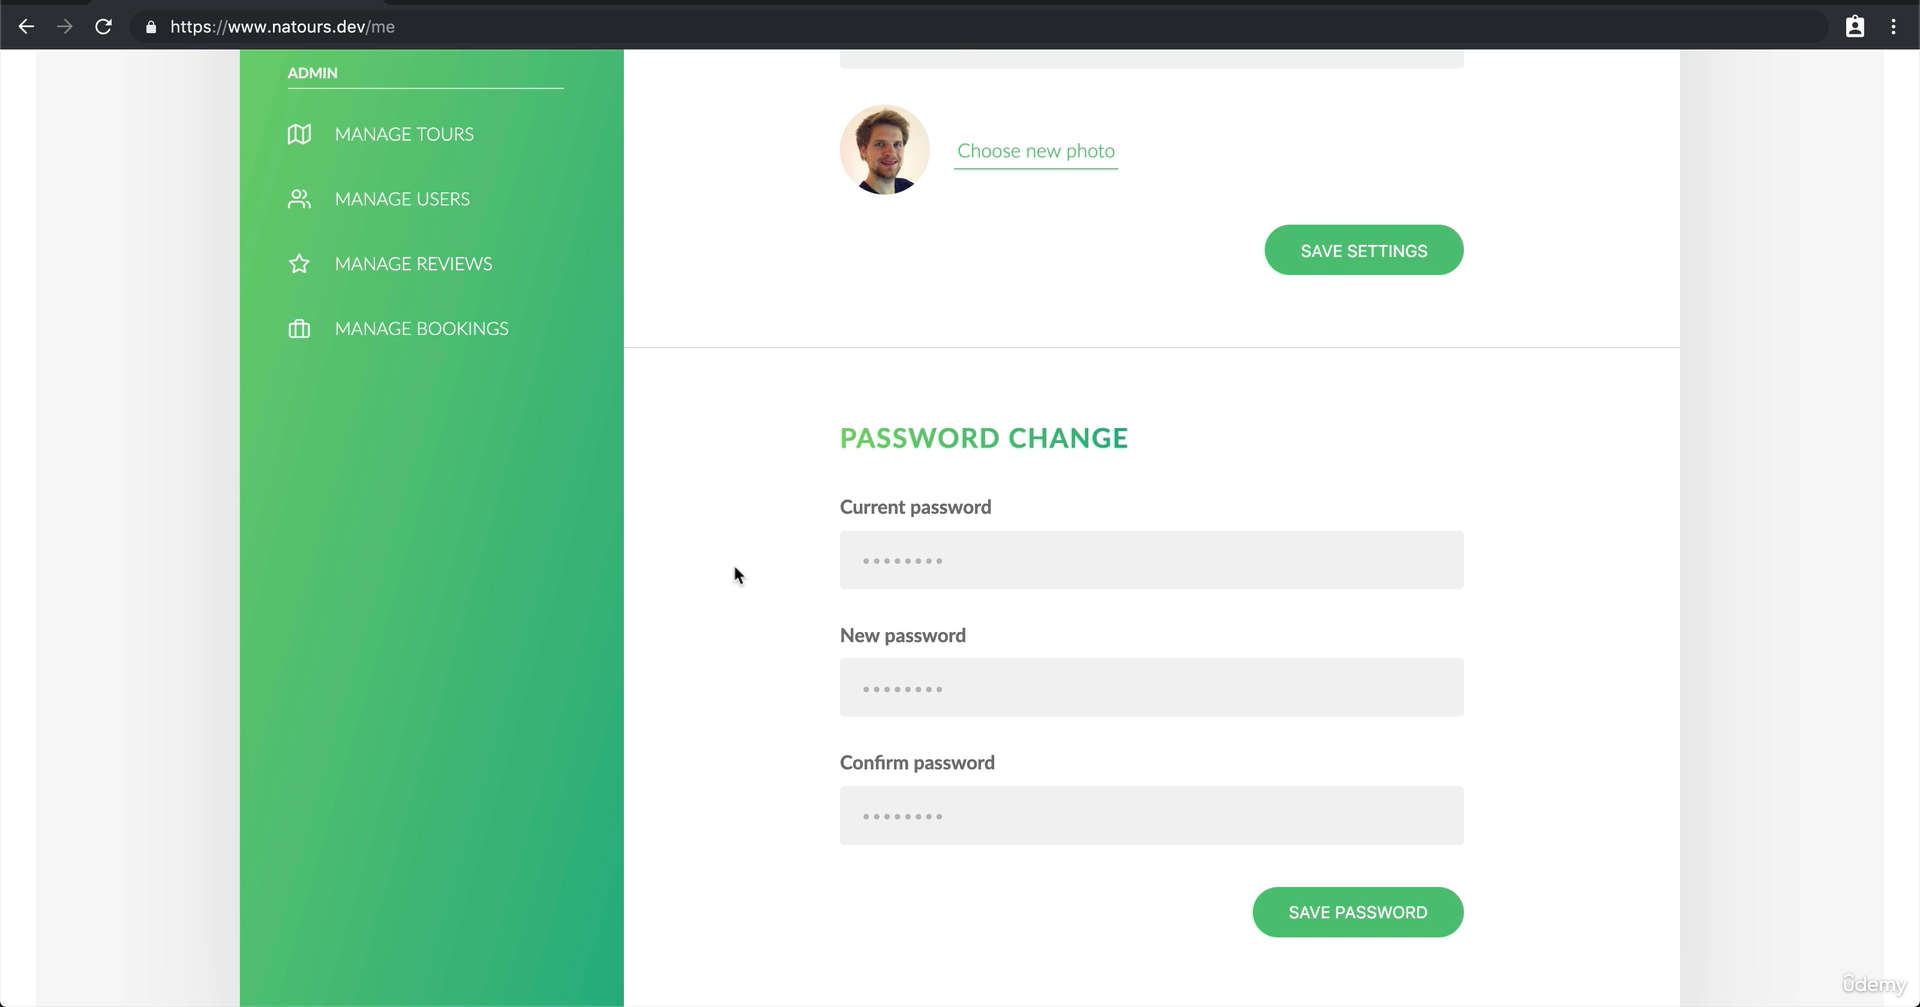 https://www.natours.dev/me
ADMIN
MANAGE TOURS
MANAGE USERS
MANAGE REVIEWS
MANAGE BOOKINGS
Choose new photo
SAVE SETTINGS
PASSWORD CHANGE
Current password
••••••••
New password
••••••••
Confirm password
••••••••
SAVE PASSWORD
ûdemy